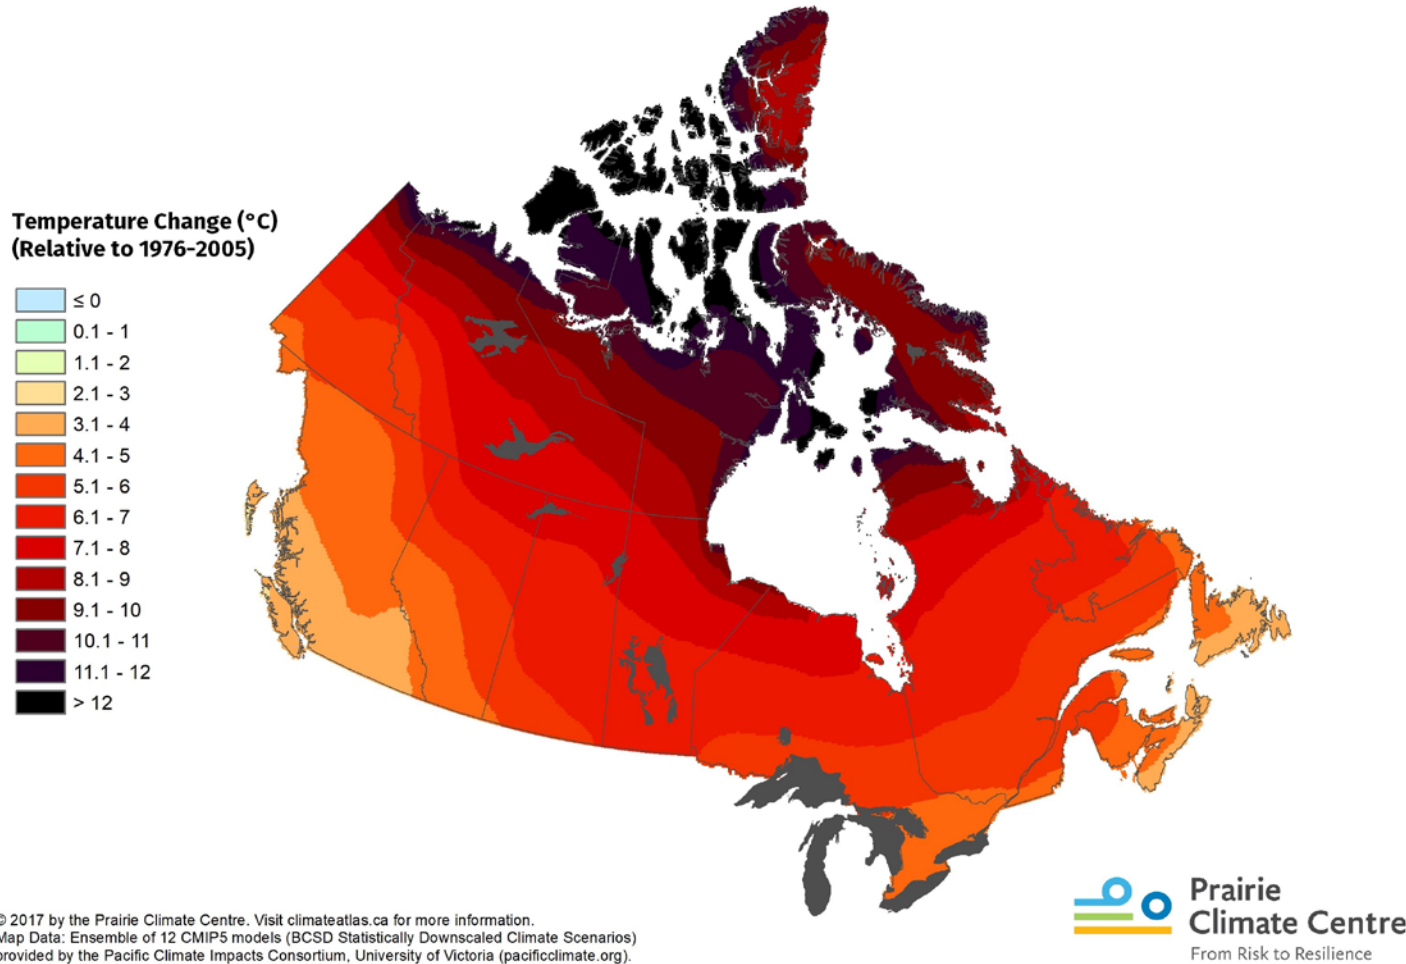 Temperature Change (°C)
(Relative to 1976-2005)
≤ 0
0.1 - 1
1.1 - 2
2.1 - 3
3.1 - 4
4.1 - 5
5.1 - 6
6.1 - 7
7.1 - 8
8.1 - 9
9.1 - 10
10.1 - 11
11.1 - 12
> 12
© 2017 by the Prairie Climate Centre. Visit climateatlas.ca for more information.
Map Data: Ensemble of 12 CMIP5 models (BCSD Statistically Downscaled Climate Scenarios)
provided by the Pacific Climate Impacts Consortium, University of Victoria (pacificclimate.org).
Prairie
Climate Centre
From Risk to Resilience